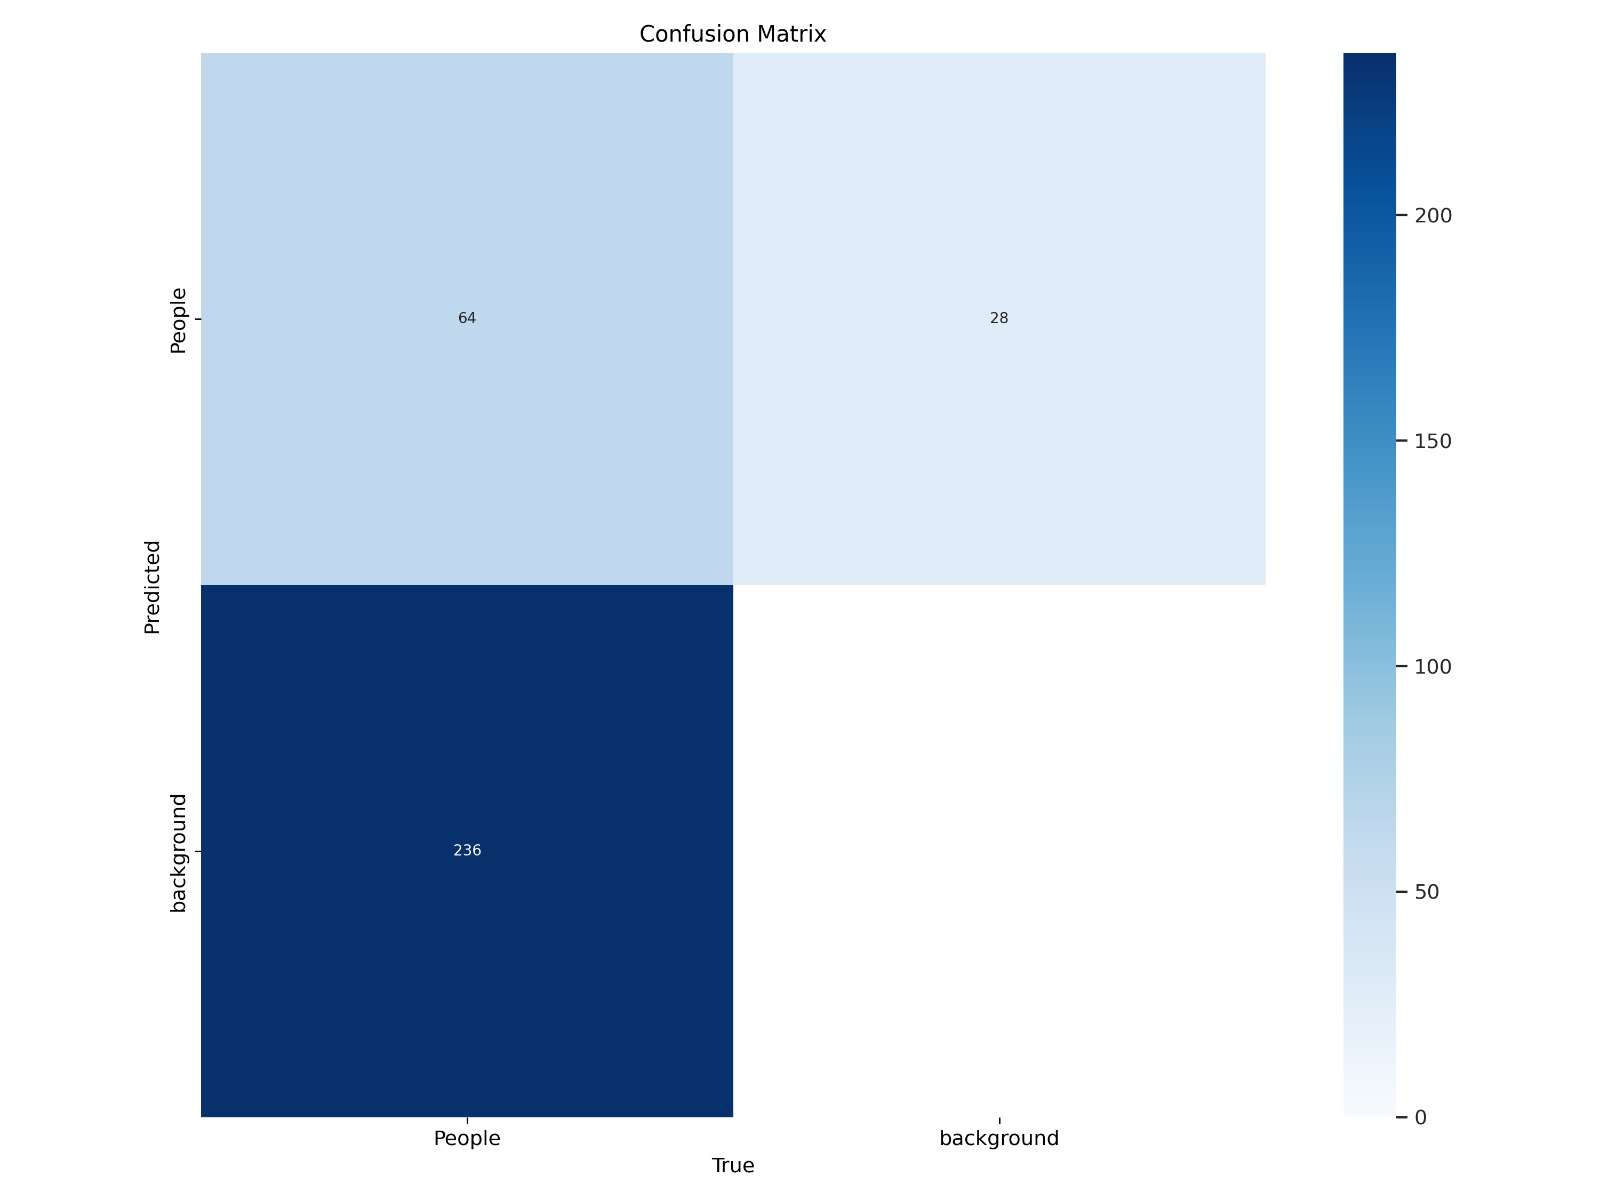 Confusion Matrix
People
64
28
200
150
100
50
0
Predicted
background
236
People
background
True